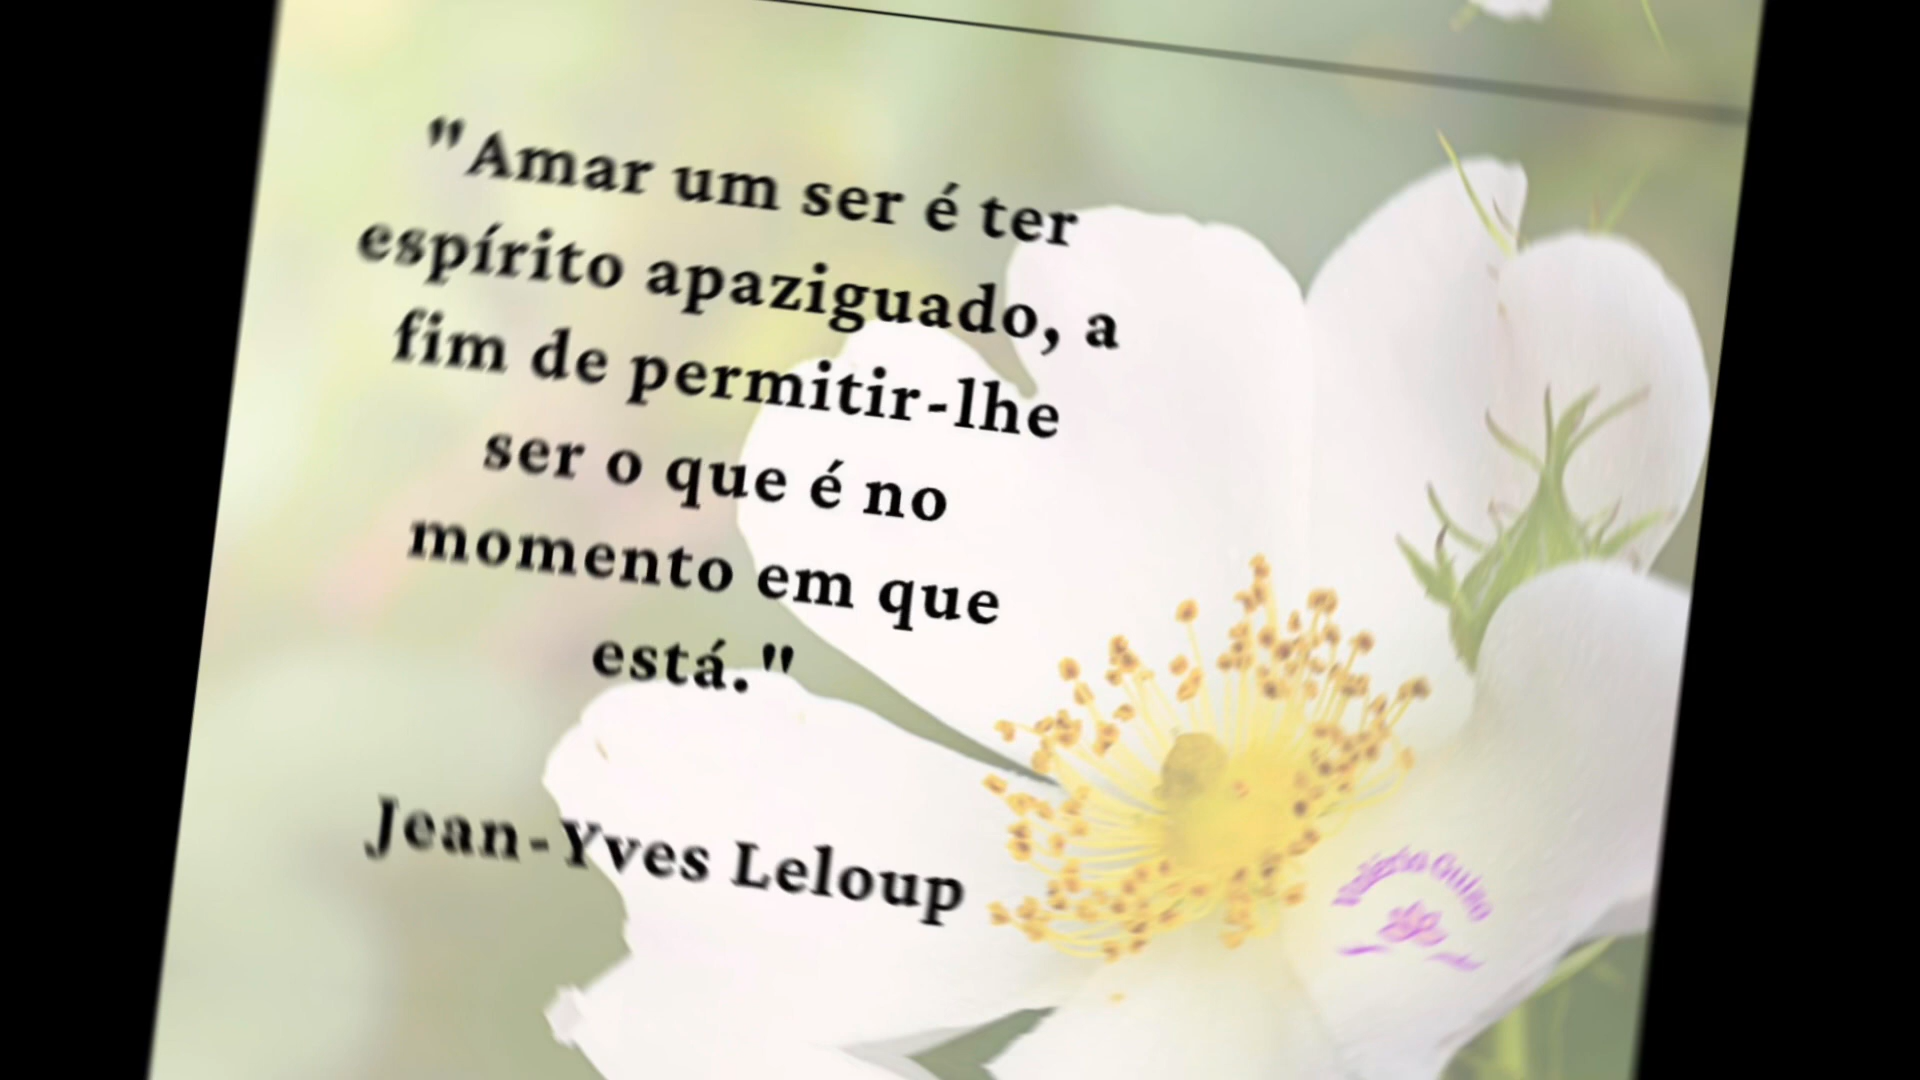 "Amar um ser é ter
espírito apaziguado, a
fim de permitir-lhe
ser o que é no
momento em que
está."
Jean-Yves Leloup